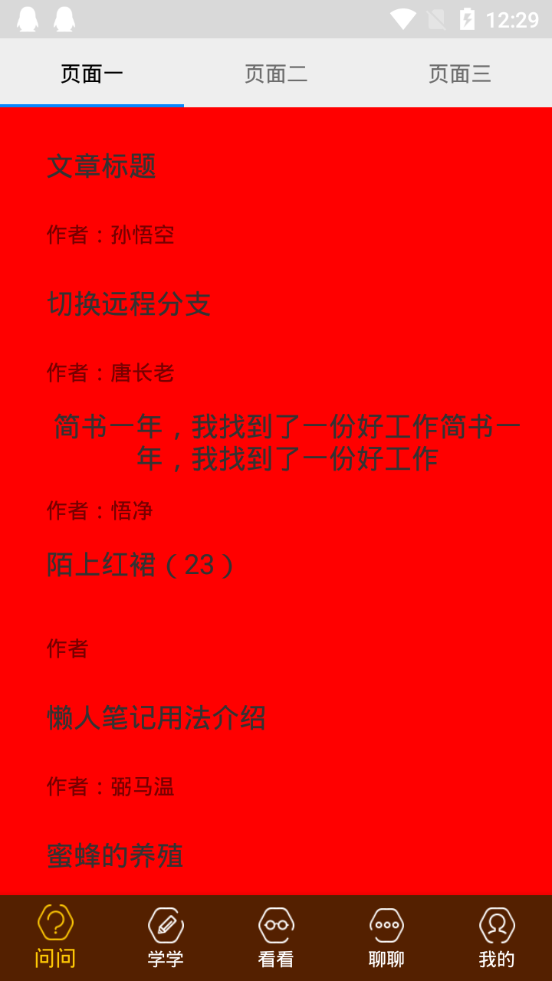 12:29
页面一 页面二 页面三
文章标题
作者：孙悟空
切换远程分支
作者：唐长老
简书一年，我找到了一份好工作简书一
年，我找到了一份好工作
作者：悟净
陌上红裙（23）
作者
懒人笔记用法介绍
作者：弼马温
蜜蜂的养殖
问问 学学 看看 聊聊 我的